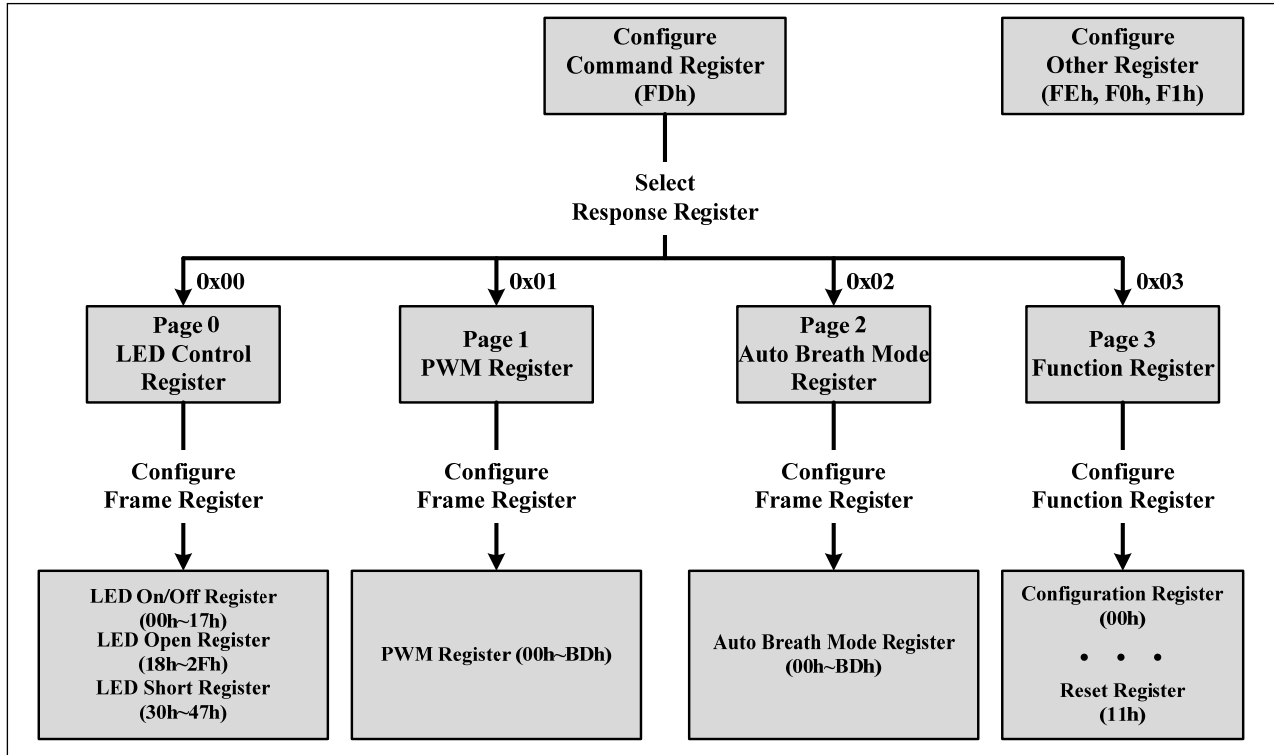 Configure
Command Register
(FDh)
Configure
Other Register
(FEh, F0h, F1h)
Select
Response Register
0x00
0x01
0x02
0x03
Page 0
LED Control
Register
Page 1
PWM Register
Page 2
Auto Breath Mode
Register
Page 3
Function Register
Configure
Frame Register
Configure
Frame Register
Configure
Frame Register
Configure
Function Register
LED On/Off Register
(00h~17h)
LED Open Register
(18h~2Fh)
LED Short Register
(30h~47h)
PWM Register (00h~BDh)
Auto Breath Mode Register
(00h~BDh)
Configuration Register
(00h)
• • •
Reset Register
(11h)